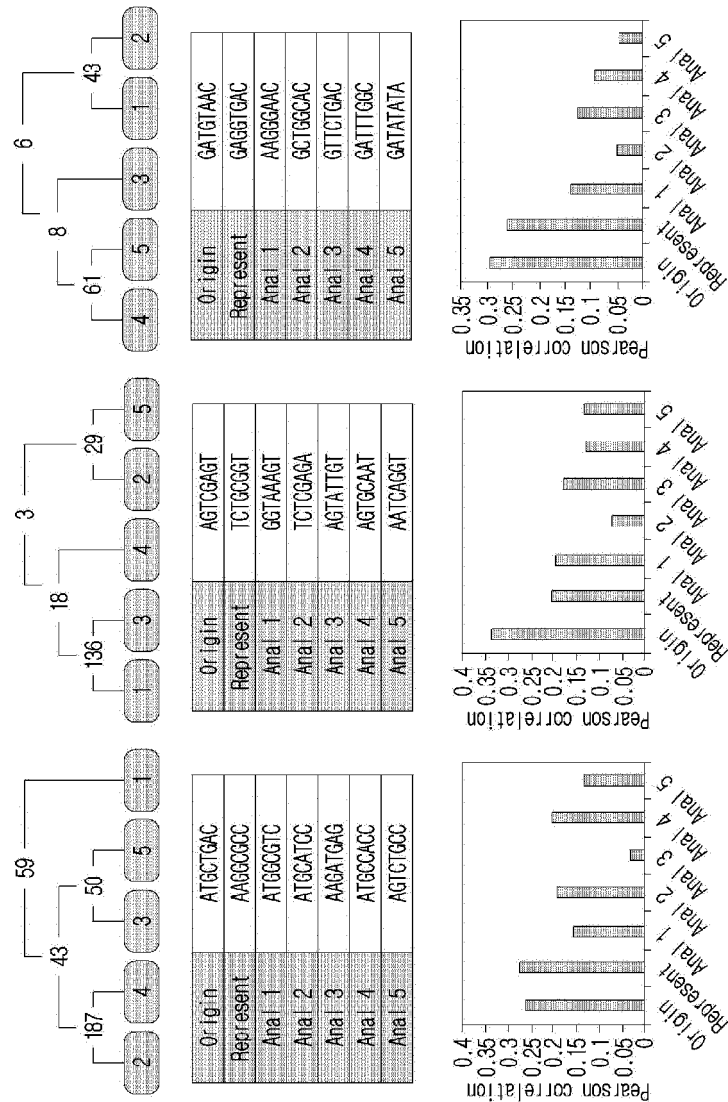 59
43
187
50
2 4 3 5 1
Origin ATGCTGAC
Represent AAGGCGCC
Anal 1 ATGGCGTC
Anal 2 ATGCATCC
Anal 3 AAGATGAG
Anal 4 ATGCCACC
Anal 5 AGTCTGCC
Pearson correlation
0.4
0.35
0.3
0.25
0.2
0.15
0.1
0.05
0
Origin
Represent
Anal 1
Anal 2
Anal 3
Anal 4
Anal 5
3
18
136
29
1 3 4 2 5
Origin AGTCGAGT
Represent TCTGCGGT
Anal 1 GGTAAAGT
Anal 2 TCTCGAGA
Anal 3 AGTATTGT
Anal 4 AGTGCAAT
Anal 5 AATCAGGT
Pearson correlation
0.4
0.35
0.3
0.25
0.2
0.15
0.1
0.05
0
Origin
Represent
Anal 1
Anal 2
Anal 3
Anal 4
Anal 5
6
8
61
43
4 5 3 1 2
Origin GATGTAAC
Represent GAGGTGAC
Anal 1 AAGGGAAC
Anal 2 GCTGGCAC
Anal 3 GTTCTGAC
Anal 4 GATTTGGC
Anal 5 GATATATA
Pearson correlation
0.35
0.3
0.25
0.2
0.15
0.1
0.05
0
Origin
Represent
Anal 1
Anal 2
Anal 3
Anal 4
Anal 5